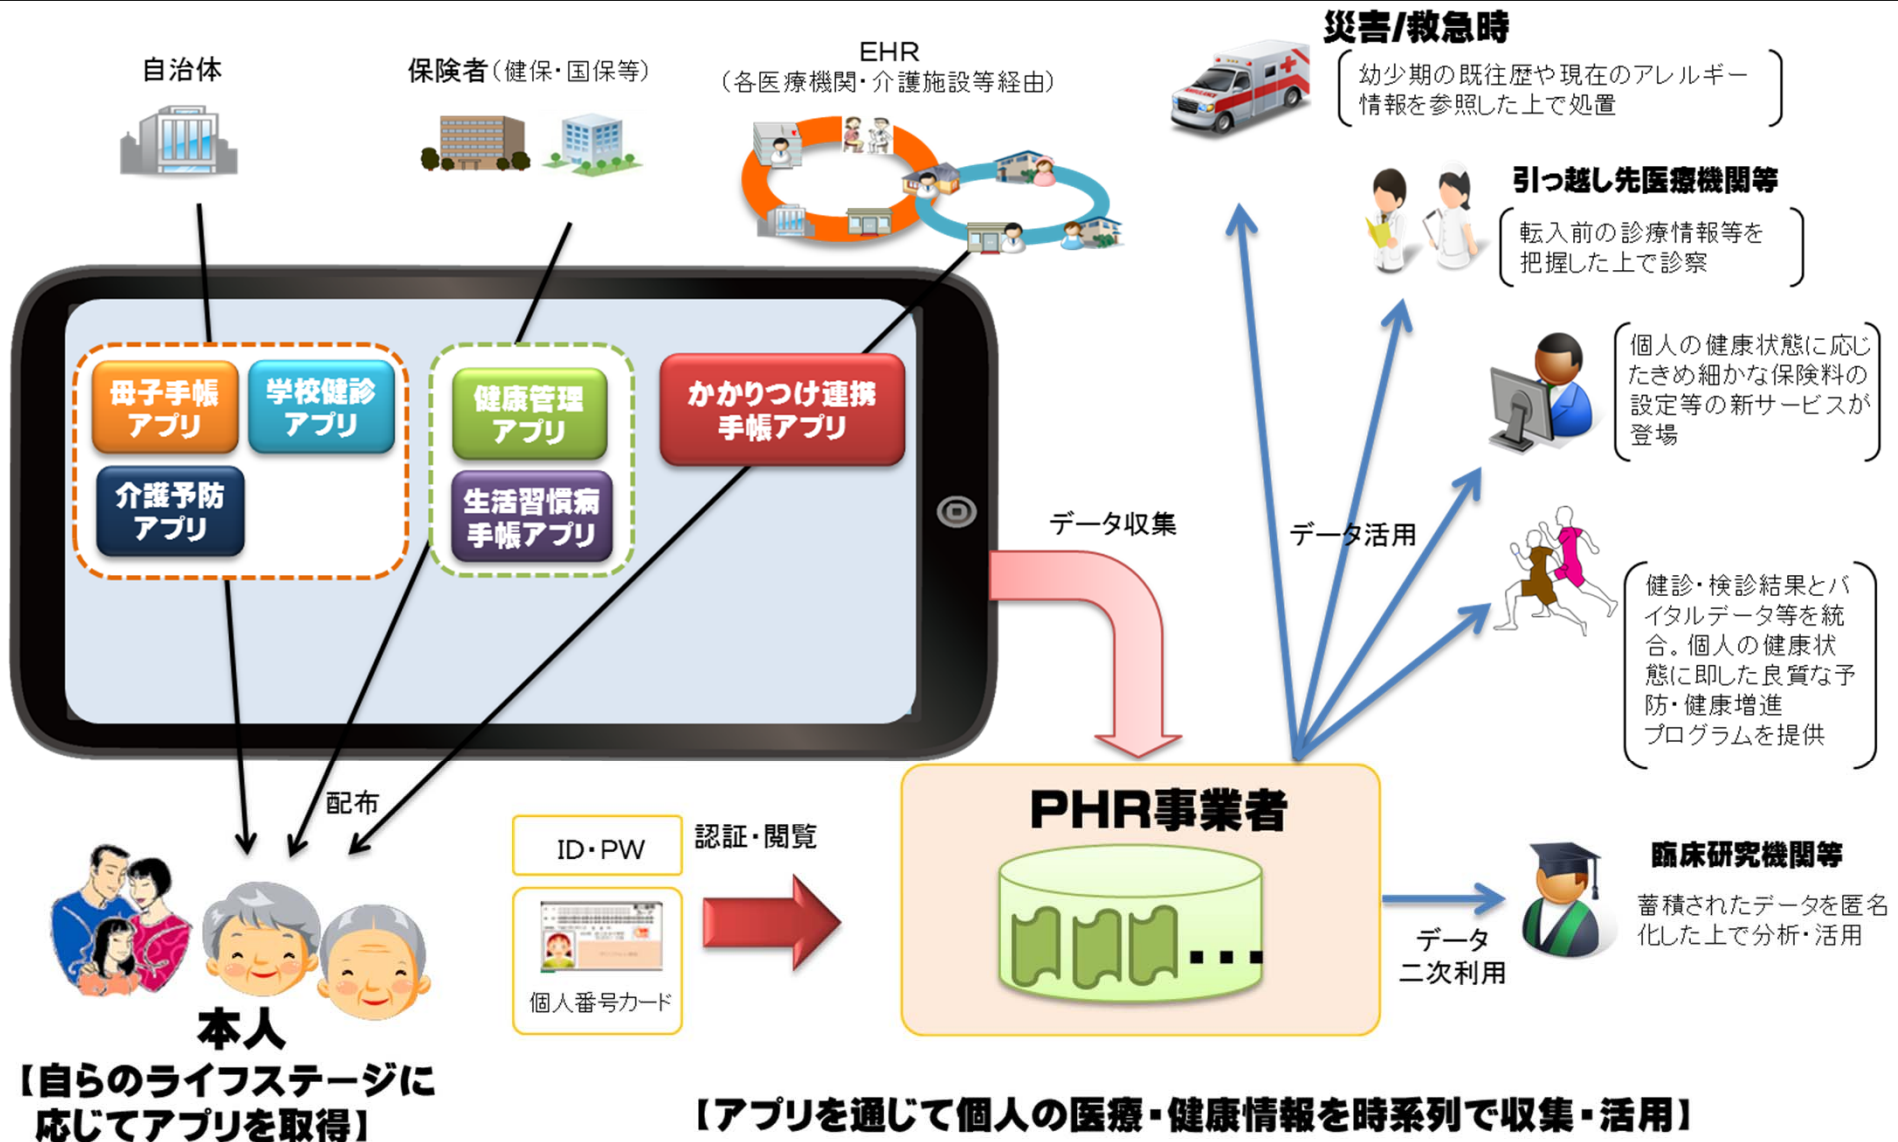 自治体
保険者(健保・国保等)
EHR
(各医療機関・介護施設等経由)
災害/救急時
幼少期の既往歴や現在のアレルギー
情報を参照した上で処置
引っ越し先医療機関等
転入前の診療情報等を
把握した上で診察
個人の健康状態に応じ
たきめ細かな保険料の
設定等の新サービスが
登場
健診・検診結果とバ
イタルデータ等を統
合。個人の健康状
態に即した良質な予
防・健康増進
プログラムを提供
母子手帳
アプリ
学校健診
アプリ
介護予防
アプリ
健康管理
アプリ
生活習慣病
手帳アプリ
かかりつけ連携
手帳アプリ
データ収集
データ活用
配布
ID・PW
認証・閲覧
個人番号カード
PHR事業者
データ
二次利用
臨床研究機関等
蓄積されたデータを匿名
化した上で分析・活用
本人
【自らのライフステージに
応じてアプリを取得】
【アプリを通じて個人の医療・健康情報を時系列で収集・活用】